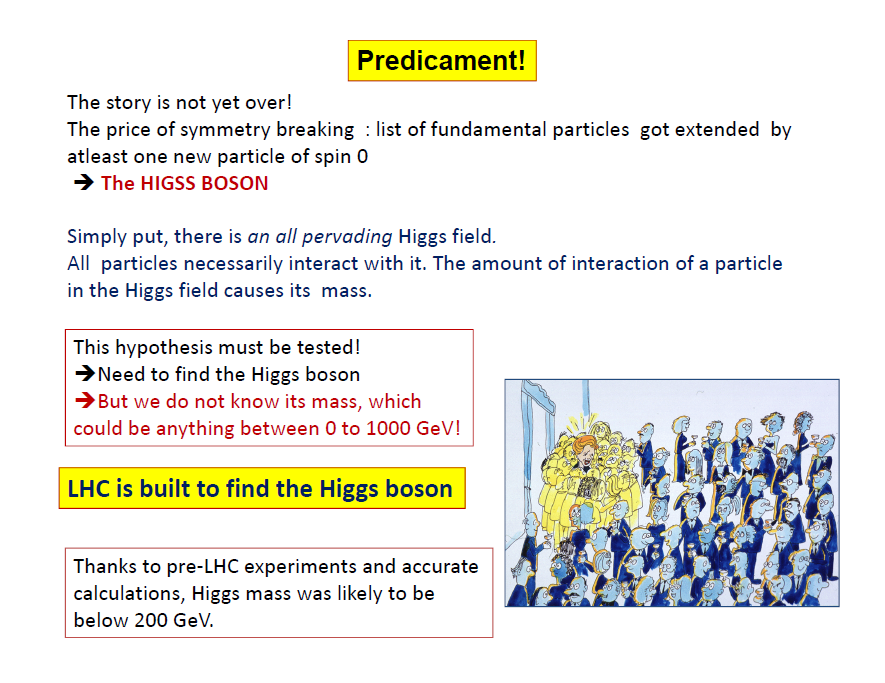 Predicament!
The story is not yet over!
The price of symmetry breaking : list of fundamental particles got extended by
atleast one new particle of spin 0
➔ The HIGSS BOSON
Simply put, there is an all pervading Higgs field.
All particles necessarily interact with it. The amount of interaction of a particle
in the Higgs field causes its mass.
This hypothesis must be tested!
➔Need to find the Higgs boson
➔But we do not know its mass, which
could be anything between 0 to 1000 GeV!
LHC is built to find the Higgs boson
Thanks to pre-LHC experiments and accurate
calculations, Higgs mass was likely to be
below 200 GeV.